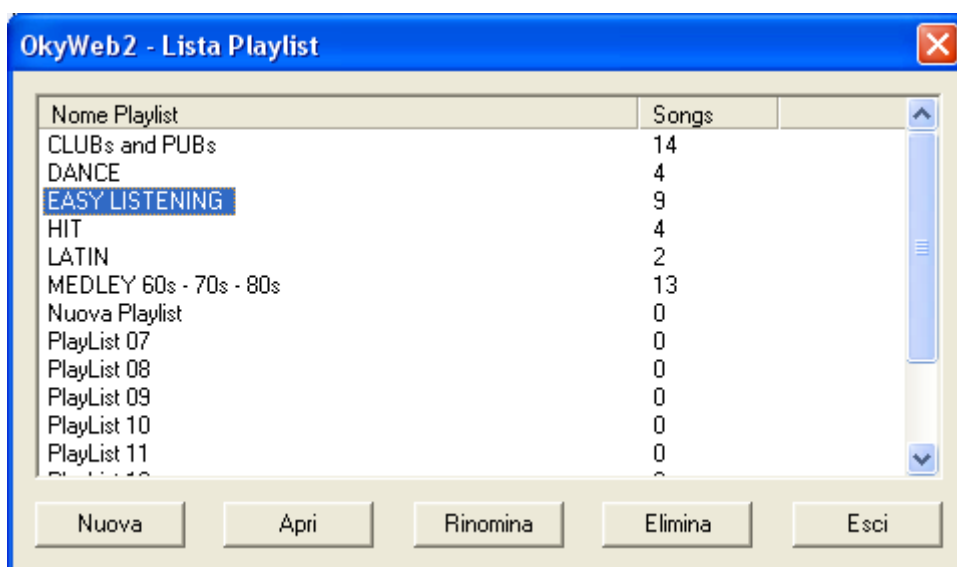 OkyWeb2 - Lista Playlist
Nome Playlist Songs
CLUBs and PUBs 14
DANCE 4
EASY LISTENING 9
HIT 4
LATIN 2
MEDLEY 60s - 70s - 80s 13
Nuova Playlist 0
PlayList 07 0
PlayList 08 0
PlayList 09 0
PlayList 10 0
PlayList 11 0
Nuova Apri Rinomina Elimina Esci